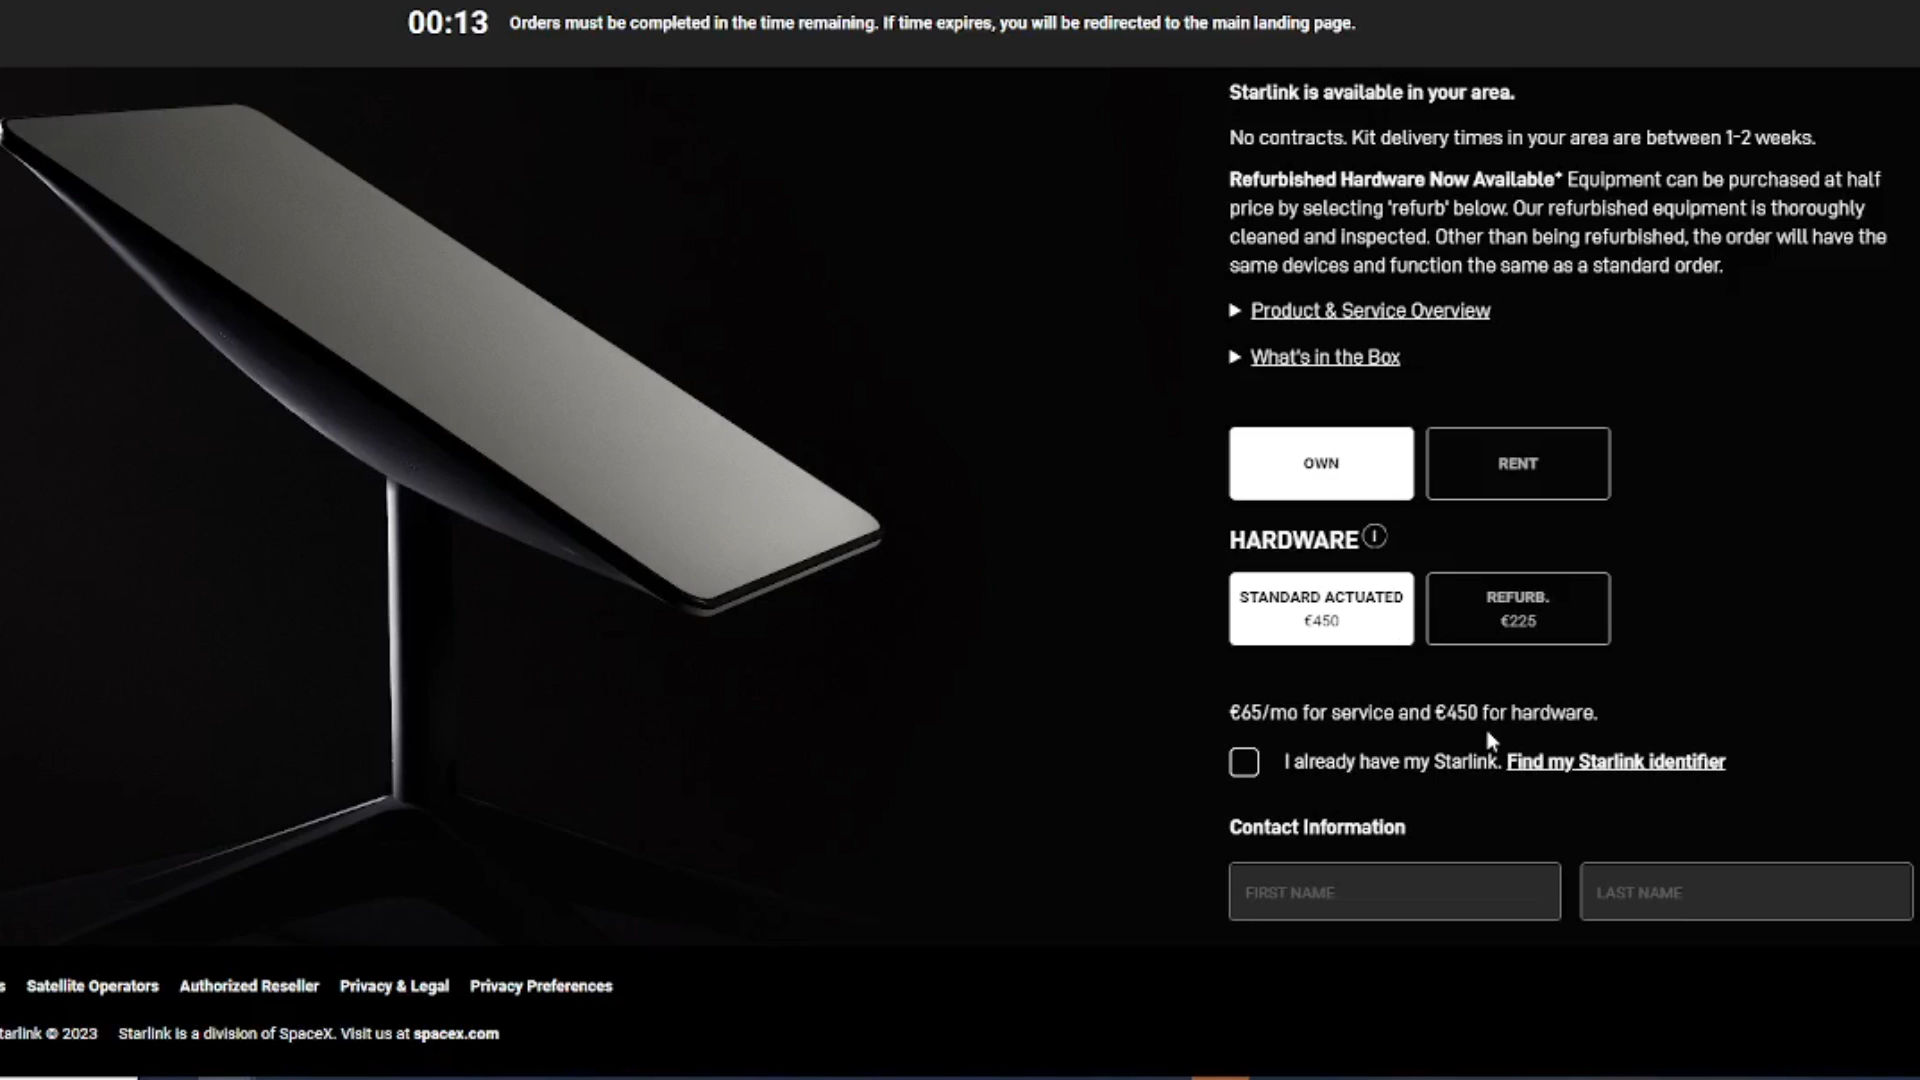 00:13 Orders must be completed in the time remaining. If time expires, you will be redirected to the main landing page.
Starlink is available in your area.
No contracts. Kit delivery times in your area are between 1-2 weeks.
Refurbished Hardware Now Available* Equipment can be purchased at half
price by selecting 'refurb' below. Our refurbished equipment is thoroughly
cleaned and inspected. Other than being refurbished, the order will have the
same devices and function the same as a standard order.
Product & Service Overview
What's in the Box
OWN RENT
HARDWARE
STANDARD ACTUATED REFURB.
€450 €225
€65/mo for service and €450 for hardware.
I already have my Starlink. Find my Starlink identifier
Contact Information
FIRST NAME LAST NAME
s Satellite Operators Authorized Reseller Privacy & Legal Privacy Preferences
tarlink © 2023 Starlink is a division of SpaceX. Visit us at spacex.com